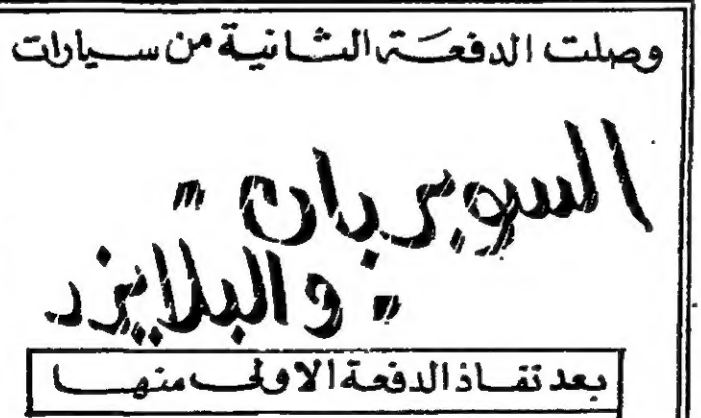 وصلت الدفعة الثانية من سيارات
السوبربان "
" والبلايزر
بعد نفاذ الدفعة الاولى منها